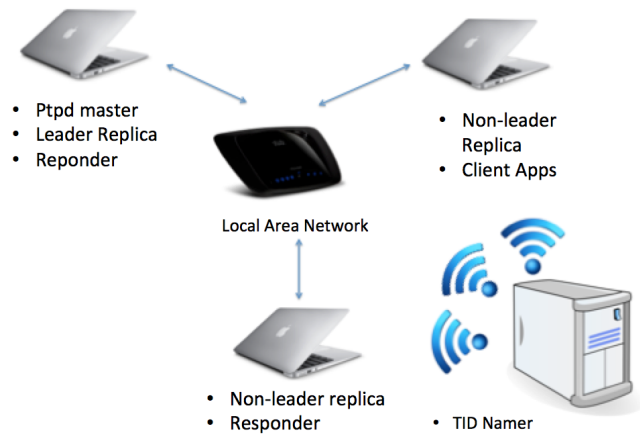 • Ptpd master
• Leader Replica
• Reponder
• Non-leader
Replica
• Client Apps
Local Area Network
• Non-leader replica
• Responder
• TID Namer